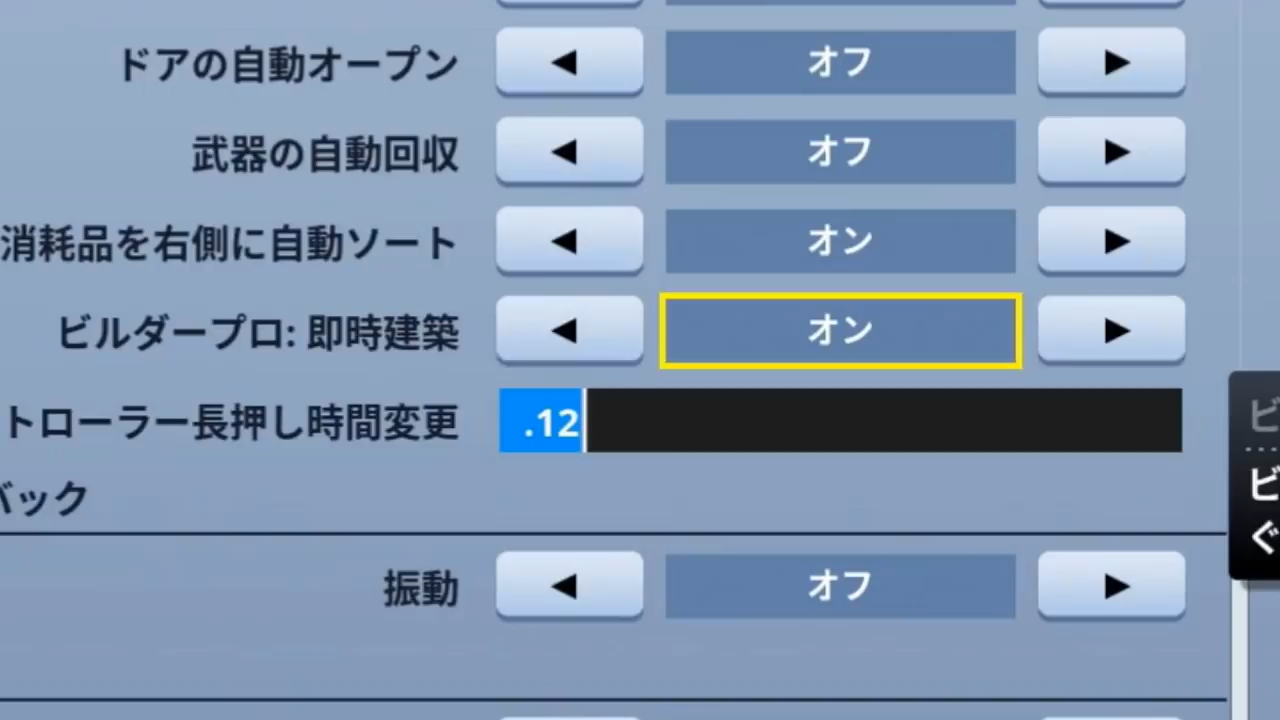 ドアの自動オープン ◀ オフ ▶
武器の自動回収 ◀ オフ ▶
消耗品を右側に自動ソート ◀ オン ▶
ビルダープロ: 即時建築 ◀ オン ▶
トローラー長押し時間変更 .12
バック
ビ
ビ
ぐ
振動 ◀ オフ ▶